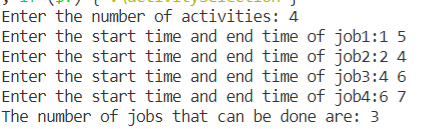 Enter the number of activities: 4
Enter the start time and end time of job1:1 5
Enter the start time and end time of job2:2 4
Enter the start time and end time of job3:4 6
Enter the start time and end time of job4:6 7
The number of jobs that can be done are: 3